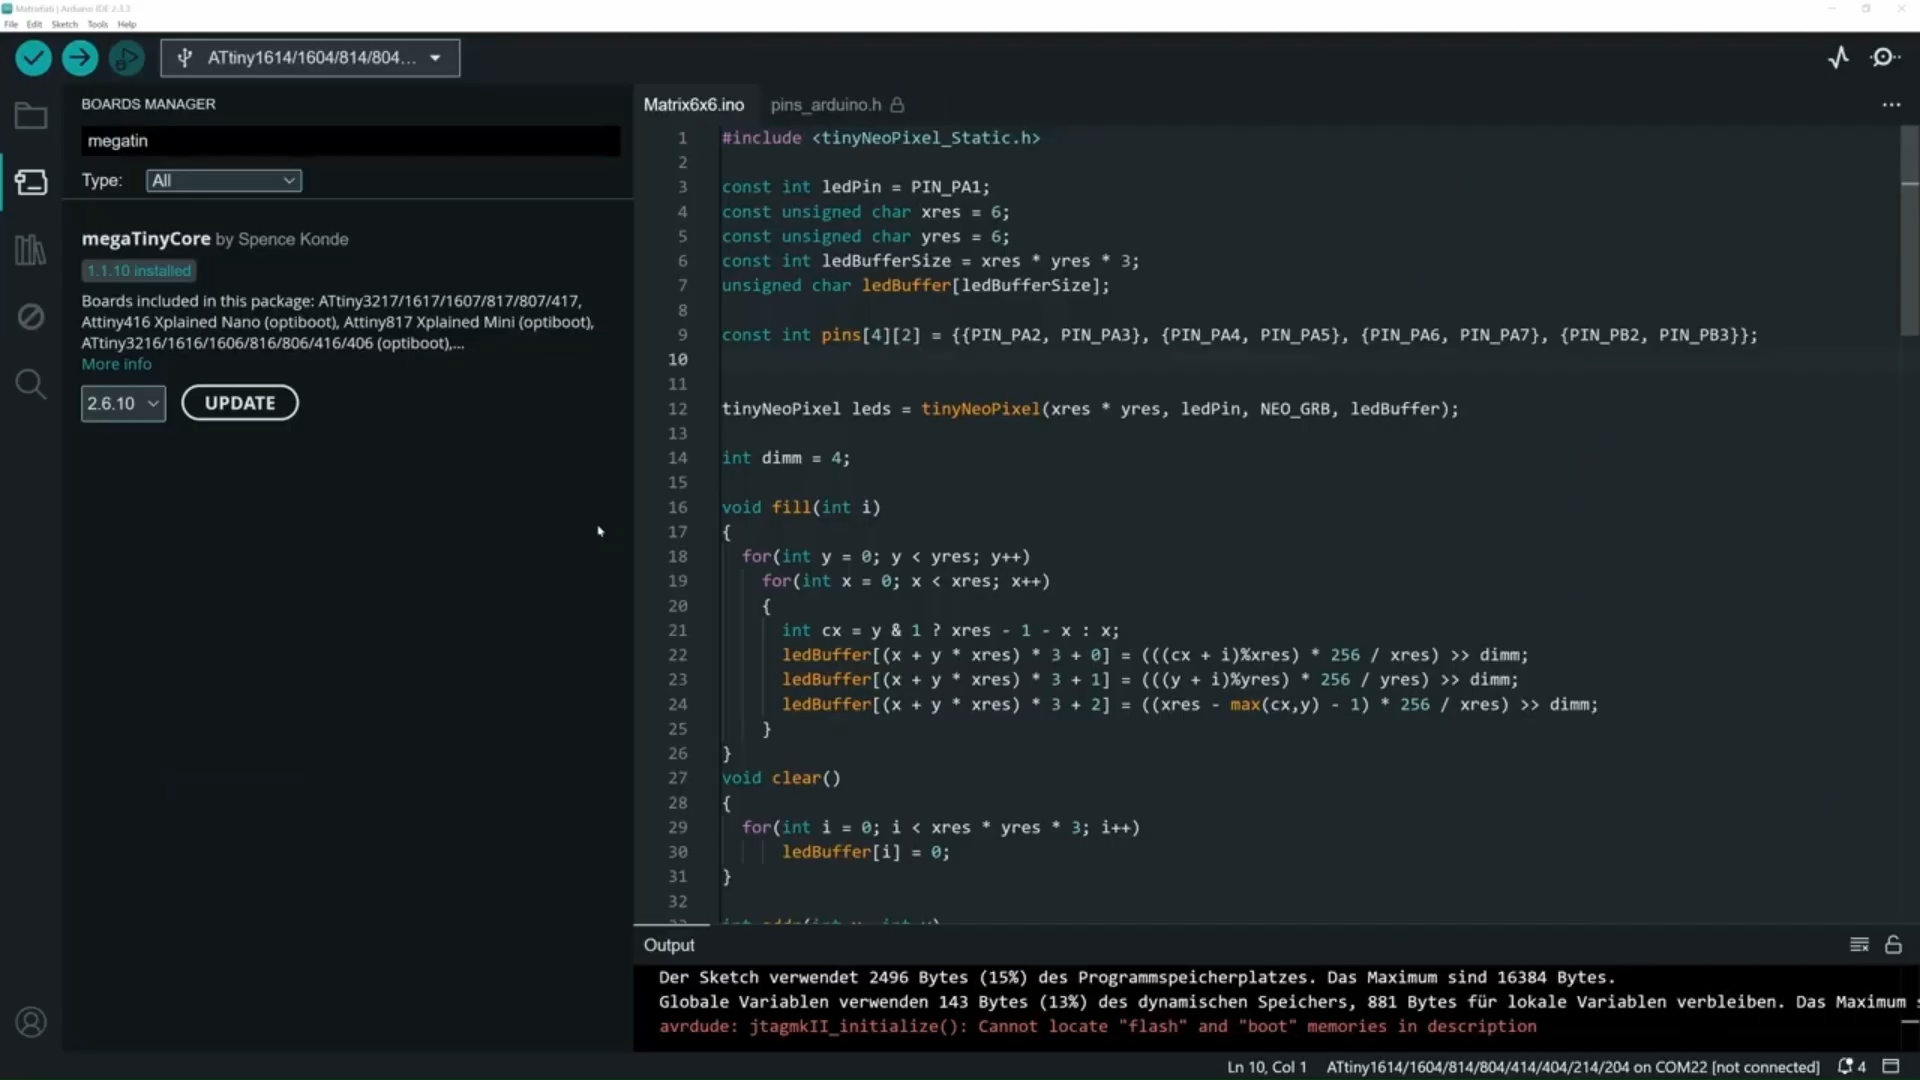 Matrix6x6 | Arduino IDE 2.3.3
File Edit Sketch Tools Help
ATtiny1614/1604/814/804...
BOARDS MANAGER
megatin
Type: All
megaTinyCore by Spence Konde
1.1.10 installed
Boards included in this package: ATtiny3217/1617/1607/817/807/417,
Attiny416 Xplained Nano (optiboot), Attiny817 Xplained Mini (optiboot),
ATtiny3216/1616/1606/816/806/416/406 (optiboot),...
More info
2.6.10 UPDATE
Matrix6x6.ino pins_arduino.h
1 #include <tinyNeoPixel_Static.h>
2
3 const int ledPin = PIN_PA1;
4 const unsigned char xres = 6;
5 const unsigned char yres = 6;
6 const int ledBufferSize = xres * yres * 3;
7 unsigned char ledBuffer[ledBufferSize];
8
9 const int pins[4][2] = {{PIN_PA2, PIN_PA3}, {PIN_PA4, PIN_PA5}, {PIN_PA6, PIN_PA7}, {PIN_PB2, PIN_PB3}};
10
11
12 tinyNeoPixel leds = tinyNeoPixel(xres * yres, ledPin, NEO_GRB, ledBuffer);
13
14 int dimm = 4;
15
16 void fill(int i)
17 {
18 for(int y = 0; y < yres; y++)
19 for(int x = 0; x < xres; x++)
20 {
21 int cx = y & 1 ? xres - 1 - x : x;
22 ledBuffer[(x + y * xres) * 3 + 0] = (((cx + i)%xres) * 256 / xres) >> dimm;
23 ledBuffer[(x + y * xres) * 3 + 1] = (((y + i)%yres) * 256 / yres) >> dimm;
24 ledBuffer[(x + y * xres) * 3 + 2] = ((xres - max(cx,y) - 1) * 256 / xres) >> dimm;
25 }
26 }
27 void clear()
28 {
29 for(int i = 0; i < xres * yres * 3; i++)
30 ledBuffer[i] = 0;
31 }
32
Output
Der Sketch verwendet 2496 Bytes (15%) des Programmspeicherplatzes. Das Maximum sind 16384 Bytes.
Globale Variablen verwenden 143 Bytes (13%) des dynamischen Speichers, 881 Bytes für lokale Variablen verbleiben. Das Maximum s
avrdude: jtagmkII_initialize(): Cannot locate "flash" and "boot" memories in description
Ln 10, Col 1 ATtiny1614/1604/814/804/414/404/214/204 on COM22 [not connected] 4